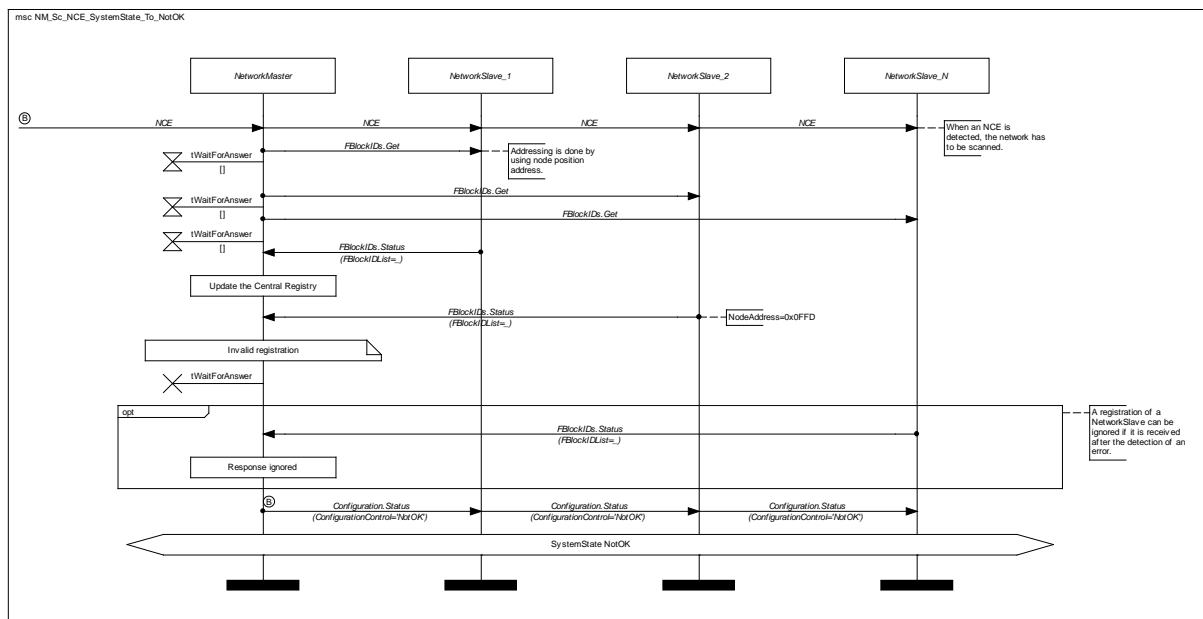 msc NM_Sc_NCE_SystemState_To_NotOK
NetworkMaster
NetworkSlave_1
NetworkSlave_2
NetworkSlave_N
B
NCE
NCE
NCE
NCE
When an NCE is
detected, the network has
to be scanned.
FBlockIDs.Get
Addressing is done by
using node position
address.
tWaitForAnswer
[]
FBlockIDs.Get
tWaitForAnswer
[]
FBlockIDs.Get
tWaitForAnswer
[]
FBlockIDs.Status
(FBlockIDList=_)
Update the Central Registry
FBlockIDs.Status
(FBlockIDList=_)
NodeAddress=0x0FFD
Invalid registration
tWaitForAnswer
opt
A registration of a
NetworkSlave can be
ignored if it is received
after the detection of an
error.
FBlockIDs.Status
(FBlockIDList=_)
Response ignored
B
Configuration.Status
(ConfigurationControl='NotOK')
Configuration.Status
(ConfigurationControl='NotOK')
Configuration.Status
(ConfigurationControl='NotOK')
SystemState NotOK